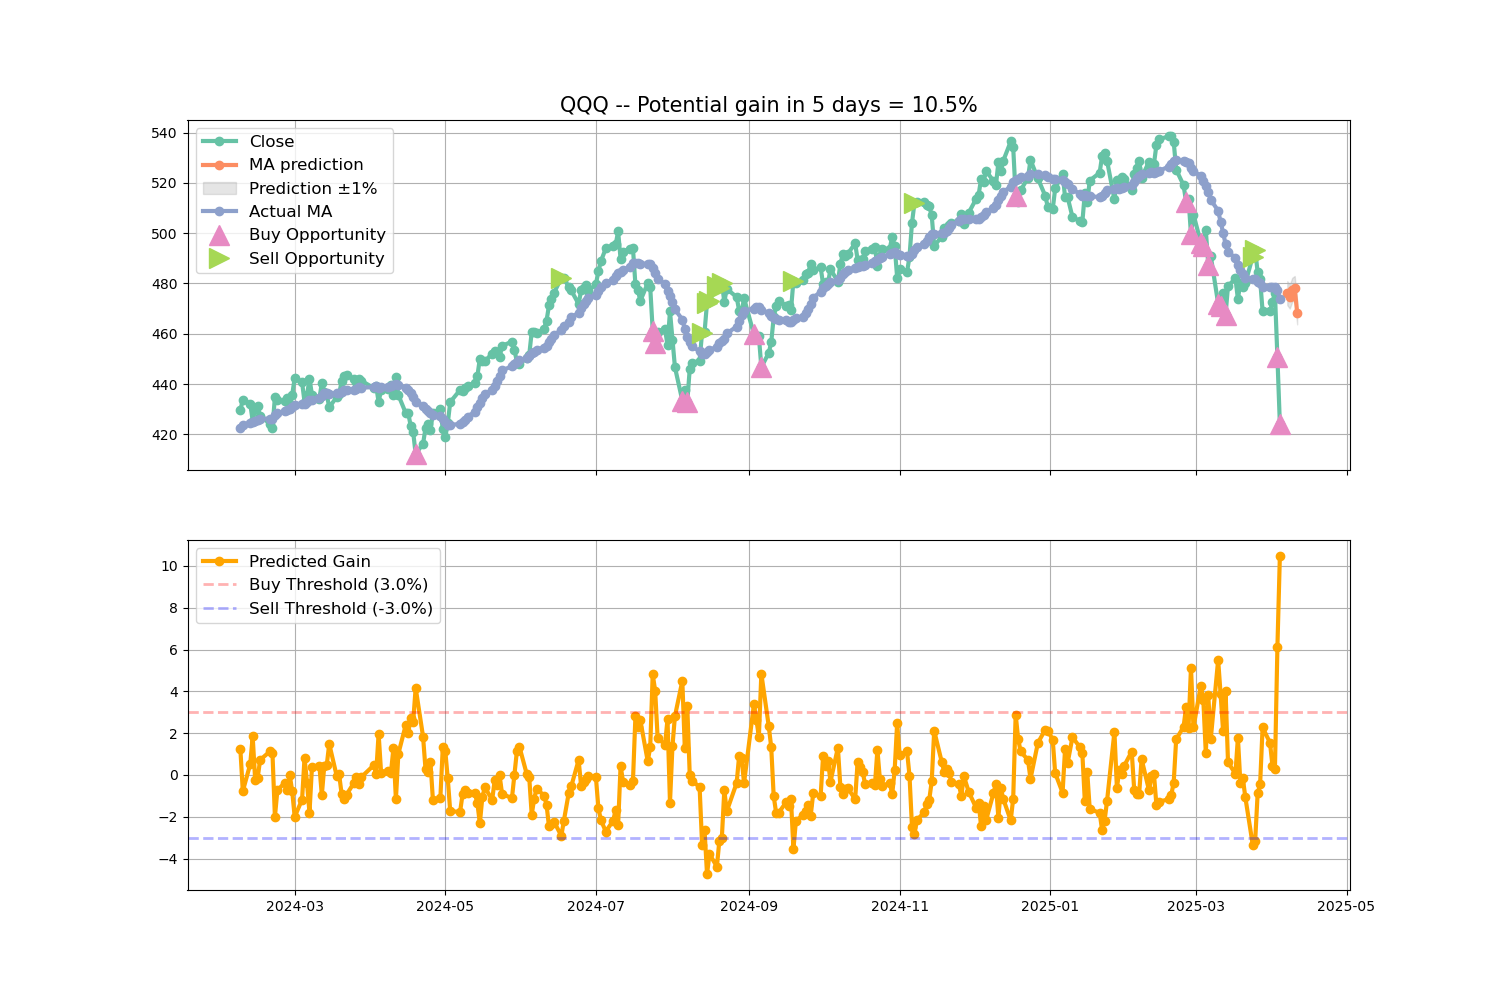 QQQ -- Potential gain in 5 days = 10.5%
540
520
500
480
460
440
420
Close
MA prediction
Prediction ±1%
Actual MA
Buy Opportunity
Sell Opportunity
10
8
6
4
2
0
−2
−4
Predicted Gain
Buy Threshold (3.0%)
Sell Threshold (-3.0%)
2024-03
2024-05
2024-07
2024-09
2024-11
2025-01
2025-03
2025-05